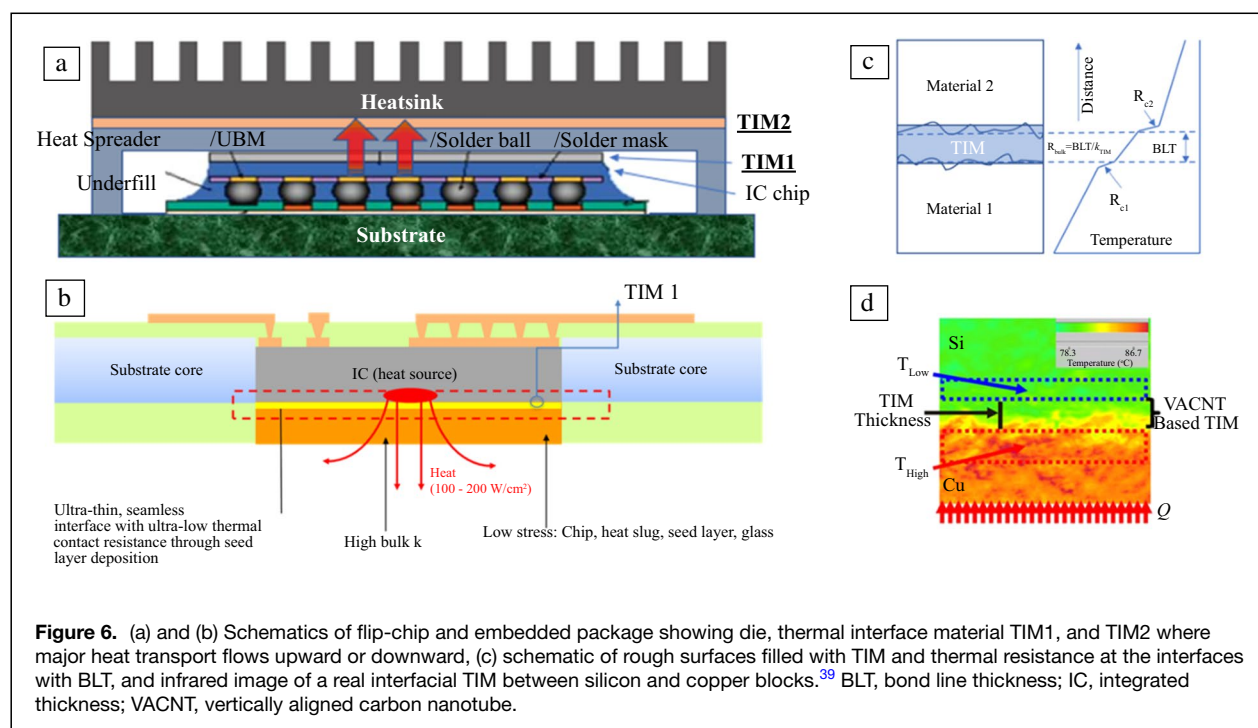 a
Heatsink
Heat Spreader
/UBM
/Solder ball
/Solder mask
TIM2
TIM1
Underfill
IC chip
Substrate
b
TIM 1
Substrate core
IC (heat source)
Substrate core
Heat
(100 - 200 W/cm²)
Ultra-thin, seamless
interface with ultra-low thermal
contact resistance through seed
layer deposition
High bulk k
Low stress: Chip, heat slug, seed layer, glass
c
Material 2
Distance
Rc2
TIM
Rbulk=BLT/kTIM
BLT
Material 1
Rc1
Temperature
d
Si
78.3
86.7
Temperature (°C)
TLow
TIM
Thickness
VACNT
Based TIM
THigh
Cu
Q
Figure 6. (a) and (b) Schematics of flip-chip and embedded package showing die, thermal interface material TIM1, and TIM2 where
major heat transport flows upward or downward, (c) schematic of rough surfaces filled with TIM and thermal resistance at the interfaces
with BLT, and infrared image of a real interfacial TIM between silicon and copper blocks.39 BLT, bond line thickness; IC, integrated
thickness; VACNT, vertically aligned carbon nanotube.